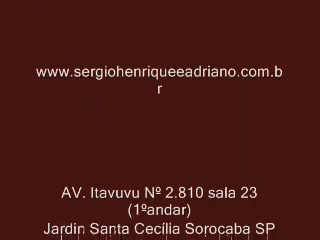 www.sergiohenriqueeadriano.com.b
r
AV. Itavuvu Nº 2.810 sala 23
(1ºandar)
Jardin Santa Cecília Sorocaba SP